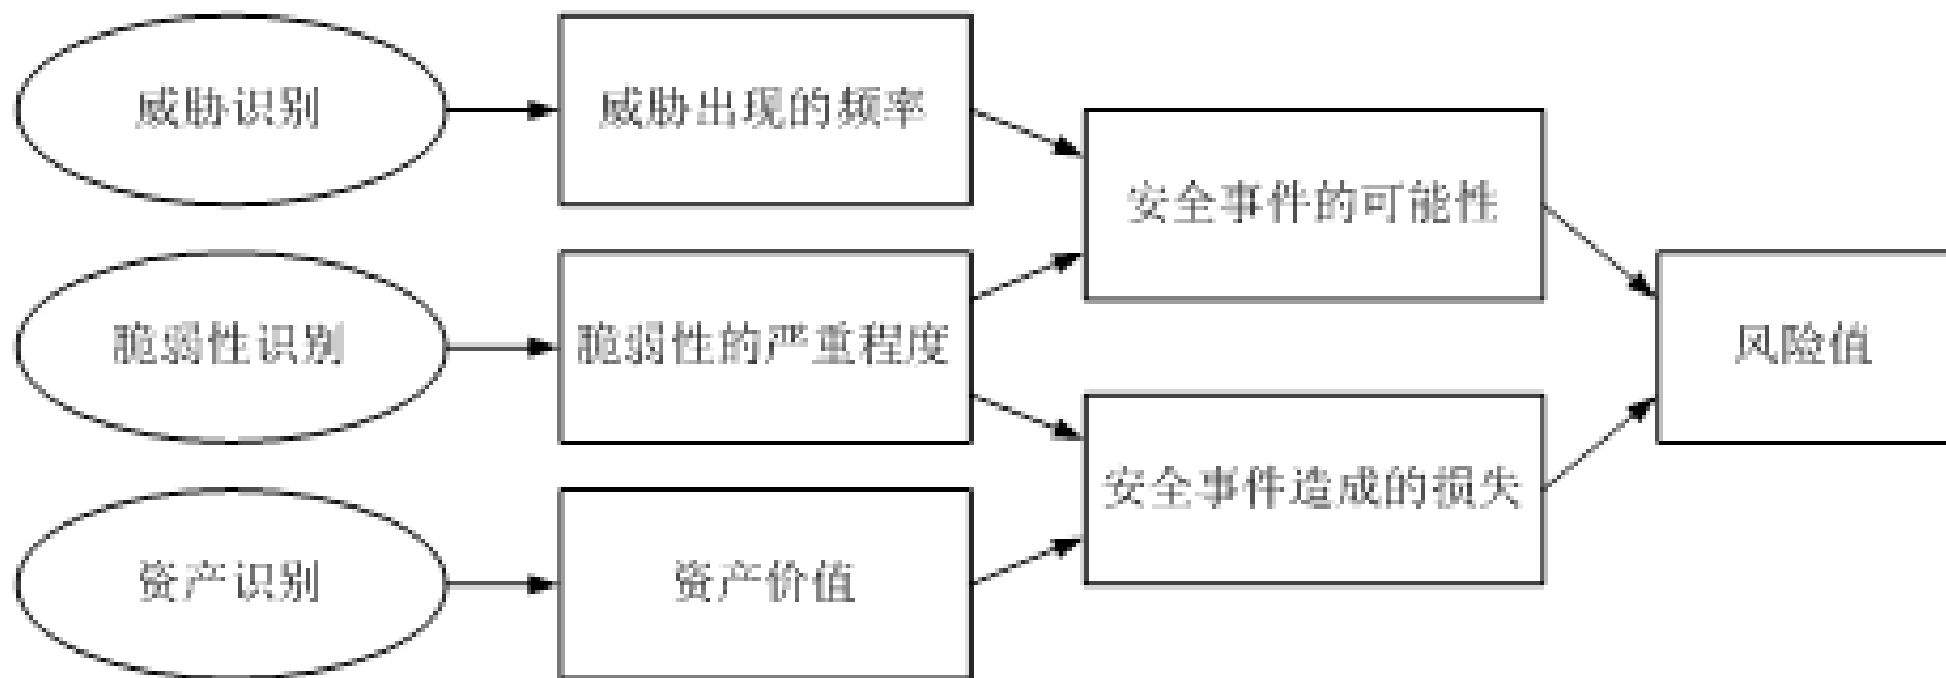 威胁识别
威胁出现的频率
安全事件的可能性
脆弱性识别
脆弱性的严重程度
风险值
安全事件造成的损失
资产识别
资产价值